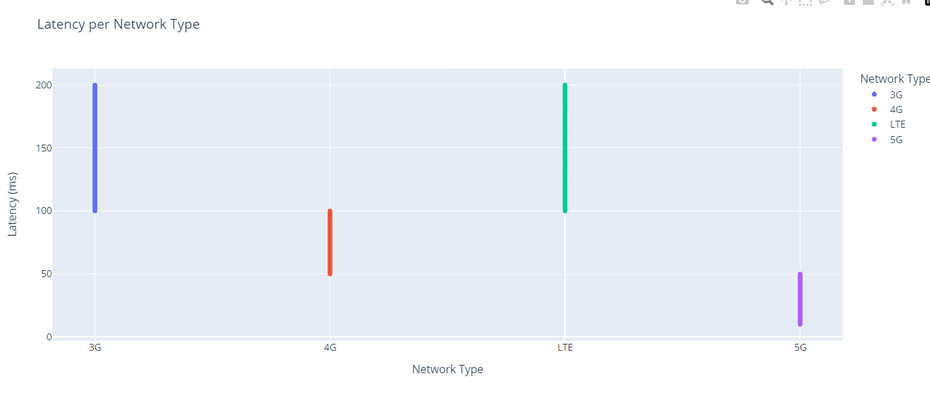 Latency per Network Type
Network Type
3G
4G
LTE
5G
200
150
100
50
0
Latency (ms)
3G 4G LTE 5G
Network Type